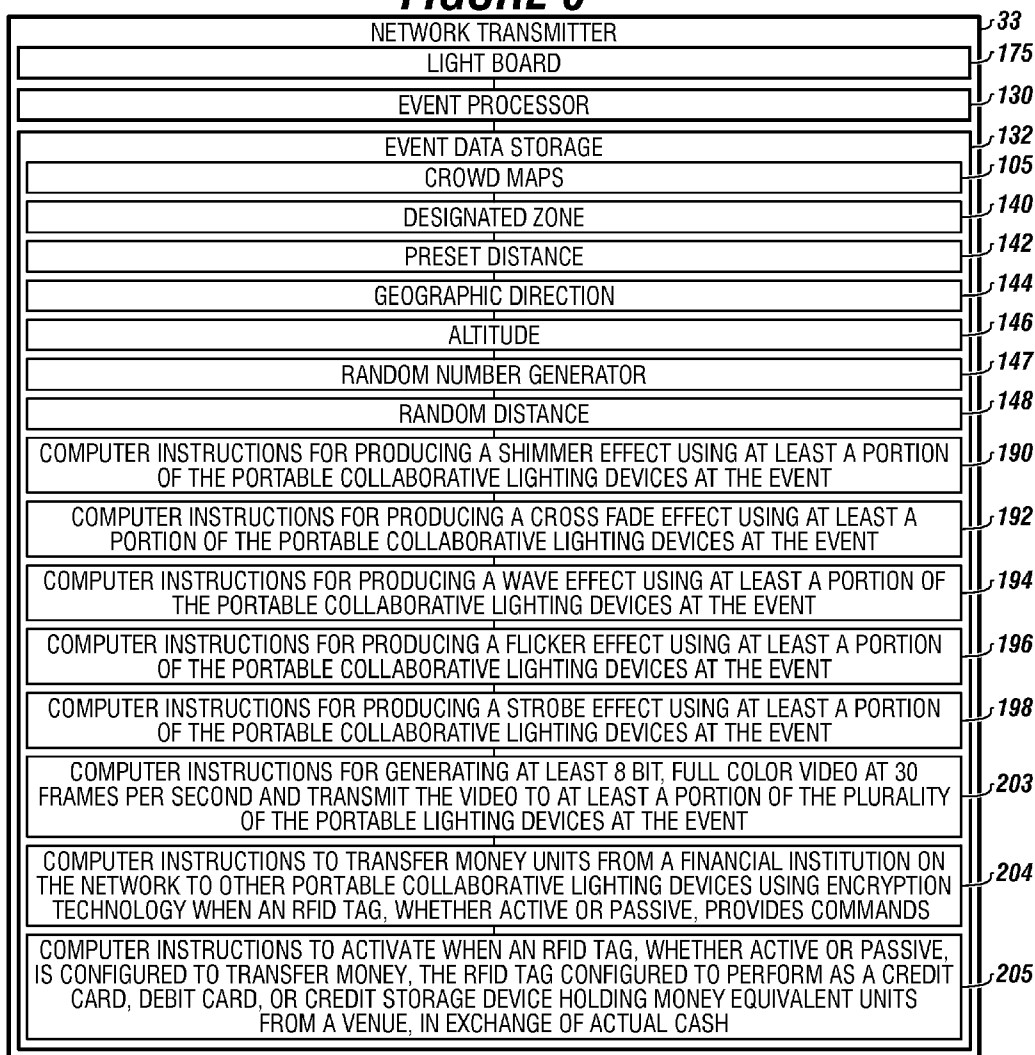 NETWORK TRANSMITTER
33
LIGHT BOARD
175
EVENT PROCESSOR
130
EVENT DATA STORAGE
132
CROWD MAPS
105
DESIGNATED ZONE
140
PRESET DISTANCE
142
GEOGRAPHIC DIRECTION
144
ALTITUDE
146
RANDOM NUMBER GENERATOR
147
RANDOM DISTANCE
148
COMPUTER INSTRUCTIONS FOR PRODUCING A SHIMMER EFFECT USING AT LEAST A PORTION
OF THE PORTABLE COLLABORATIVE LIGHTING DEVICES AT THE EVENT
190
COMPUTER INSTRUCTIONS FOR PRODUCING A CROSS FADE EFFECT USING AT LEAST A
PORTION OF THE PORTABLE COLLABORATIVE LIGHTING DEVICES AT THE EVENT
192
COMPUTER INSTRUCTIONS FOR PRODUCING A WAVE EFFECT USING AT LEAST A PORTION OF
THE PORTABLE COLLABORATIVE LIGHTING DEVICES AT THE EVENT
194
COMPUTER INSTRUCTIONS FOR PRODUCING A FLICKER EFFECT USING AT LEAST A PORTION
OF THE PORTABLE COLLABORATIVE LIGHTING DEVICES AT THE EVENT
196
COMPUTER INSTRUCTIONS FOR PRODUCING A STROBE EFFECT USING AT LEAST A PORTION
OF THE PORTABLE COLLABORATIVE LIGHTING DEVICES AT THE EVENT
198
COMPUTER INSTRUCTIONS FOR GENERATING AT LEAST 8 BIT, FULL COLOR VIDEO AT 30
FRAMES PER SECOND AND TRANSMIT THE VIDEO TO AT LEAST A PORTION OF THE PLURALITY
OF THE PORTABLE LIGHTING DEVICES AT THE EVENT
203
COMPUTER INSTRUCTIONS TO TRANSFER MONEY UNITS FROM A FINANCIAL INSTITUTION ON
THE NETWORK TO OTHER PORTABLE COLLABORATIVE LIGHTING DEVICES USING ENCRYPTION
TECHNOLOGY WHEN AN RFID TAG, WHETHER ACTIVE OR PASSIVE, PROVIDES COMMANDS
204
COMPUTER INSTRUCTIONS TO ACTIVATE WHEN AN RFID TAG, WHETHER ACTIVE OR PASSIVE,
IS CONFIGURED TO TRANSFER MONEY, THE RFID TAG CONFIGURED TO PERFORM AS A CREDIT
CARD, DEBIT CARD, OR CREDIT STORAGE DEVICE HOLDING MONEY EQUIVALENT UNITS
FROM A VENUE, IN EXCHANGE OF ACTUAL CASH
205